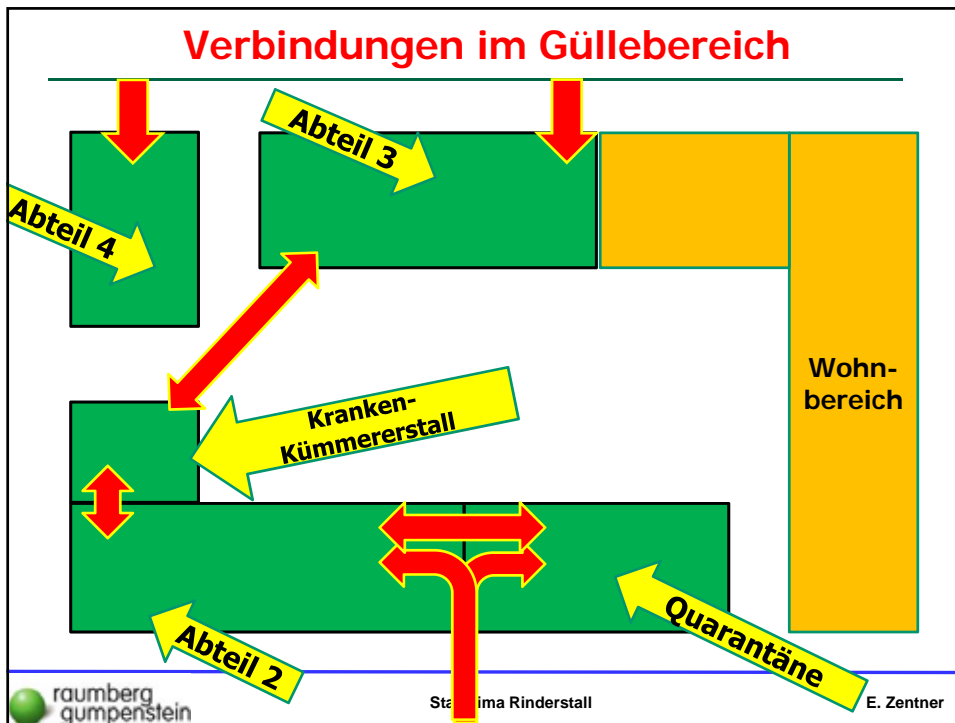 Verbindungen im Güllebereich
Abteil 3
Abteil 4
Wohn-
bereich
Kranken-
Kümmererstall
Abteil 2
Quarantäne
raumberg
gumpenstein
Rinderstall
E. Zentner